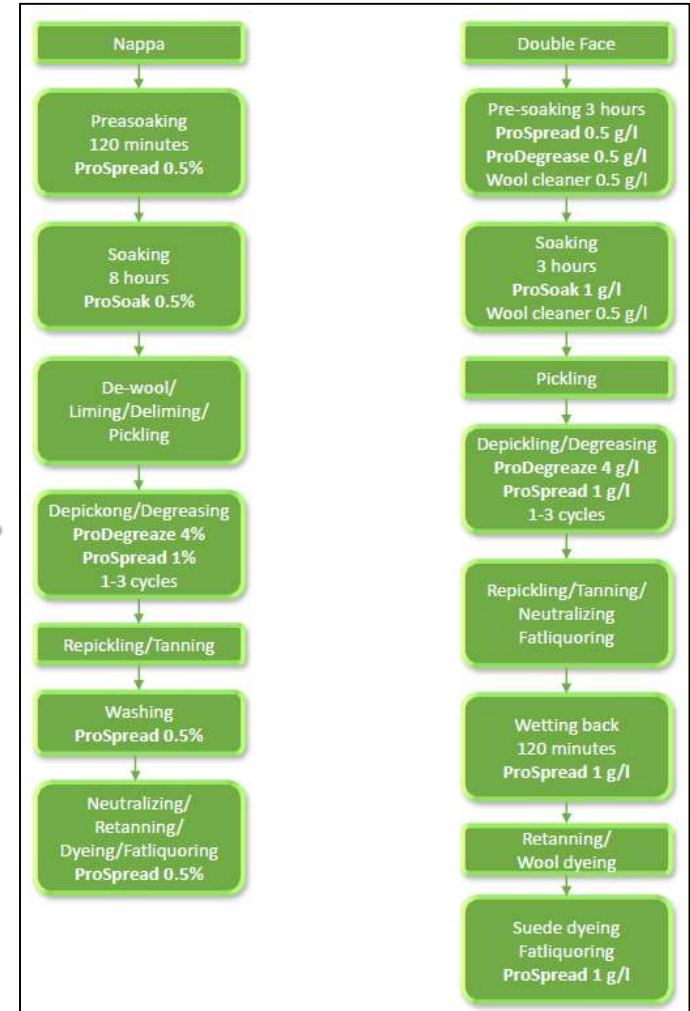 Nappa
Preasoaking
120 minutes
ProSpread 0.5%
Soaking
8 hours
ProSoak 0.5%
De-wool/
Liming/Deliming/
Pickling
Depickong/Degreasing
ProDegreaze 4%
ProSpread 1%
1-3 cycles
Repickling/Tanning
Washing
ProSpread 0.5%
Neutralizing/
Retanning/
Dyeing/Fatliquoring
ProSpread 0.5%
Double Face
Pre-soaking 3 hours
ProSpread 0.5 g/l
ProDegrease 0.5 g/l
Wool cleaner 0.5 g/l
Soaking
3 hours
ProSoak 1 g/l
Wool cleaner 0.5 g/l
Pickling
Depickling/Degreasing
ProDegreaze 4 g/l
ProSpread 1 g/l
1-3 cycles
Repickling/Tanning/
Neutralizing
Fatliquoring
Wetting back
120 minutes
ProSpread 1 g/l
Retanning/
Wool dyeing
Suede dyeing
Fatliquoring
ProSpread 1 g/l